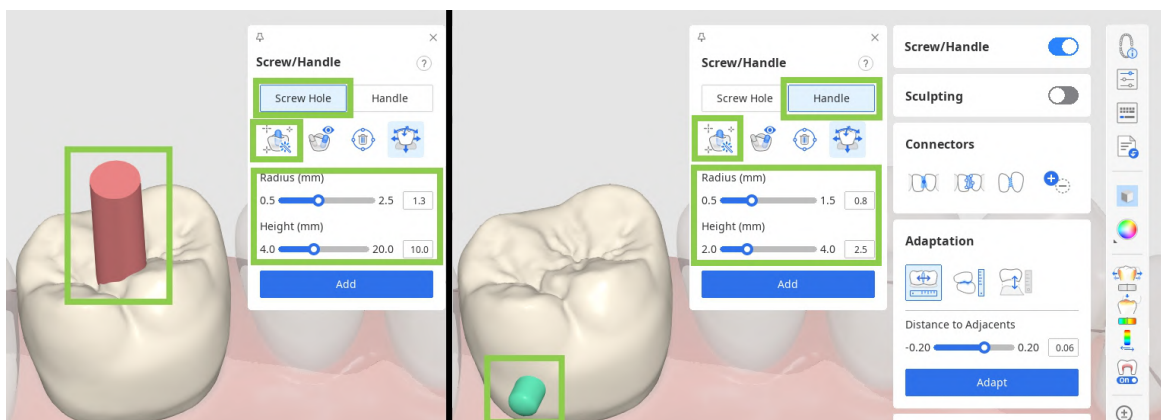 Screw/Handle
?
Screw Hole
Handle
Radius (mm)
0.5 2.5 1.3
Height (mm)
4.0 20.0 10.0
Add
Screw/Handle
?
Screw Hole
Handle
Radius (mm)
0.5 1.5 0.8
Height (mm)
2.0 4.0 2.5
Add
Screw/Handle
Sculpting
Connectors
Adaptation
Distance to Adjacents
-0.20 0.20 0.06
Adapt
ON